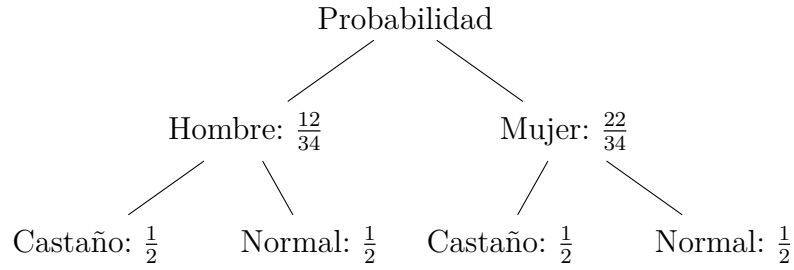 Probabilidad
Hombre: 12/34 Mujer: 22/34
Castaño: 1/2 Normal: 1/2 Castaño: 1/2 Normal: 1/2